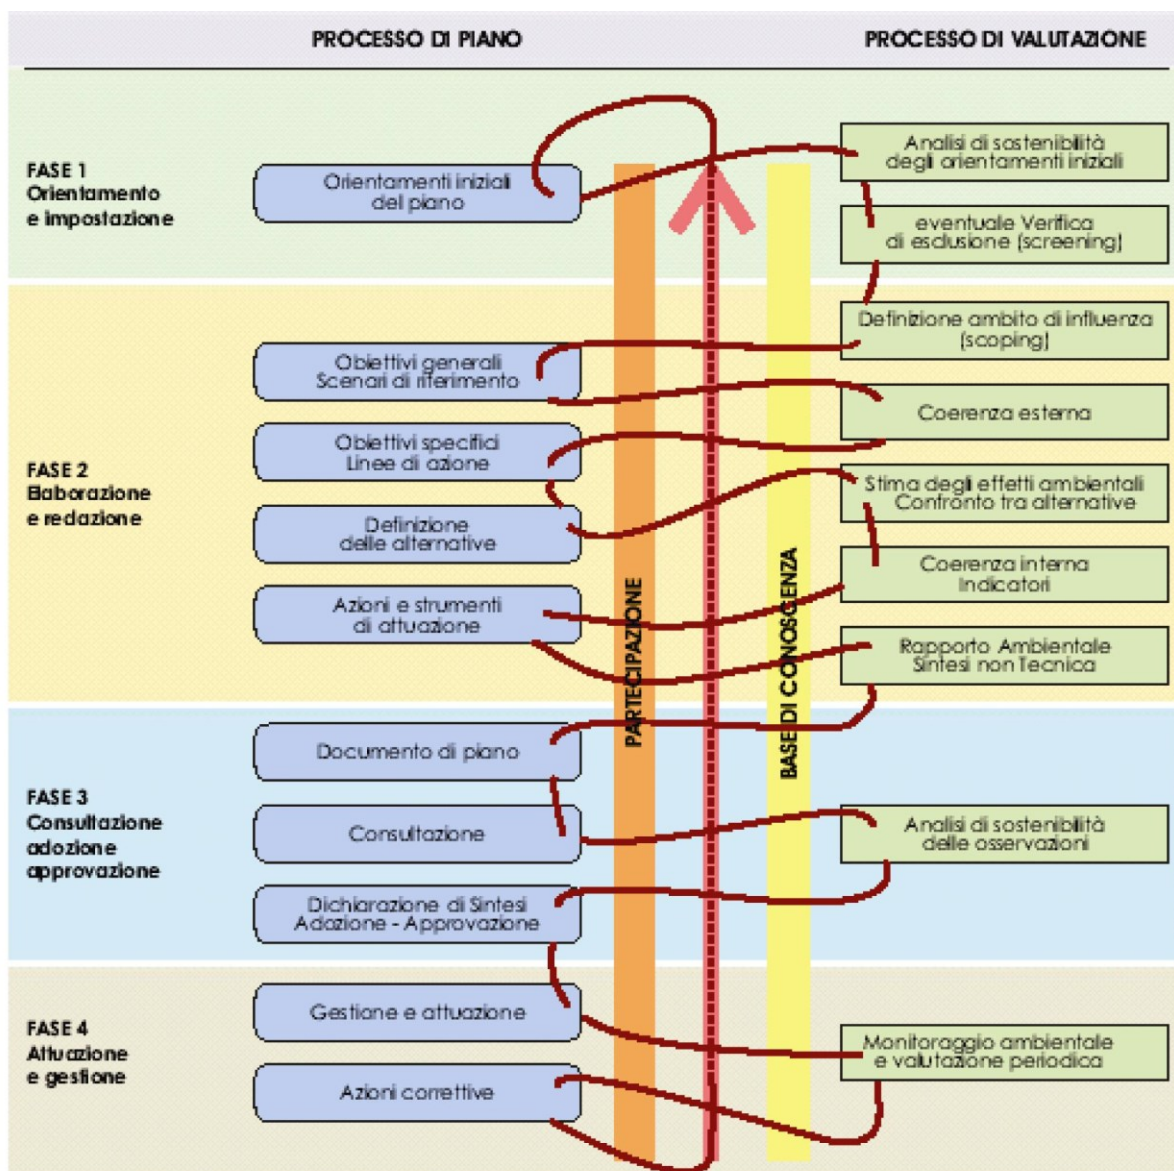 PROCESSO DI PIANO
PROCESSO DI VALUTAZIONE
FASE 1
Orientamento
e impostazione
Orientamenti iniziali
del piano
Analisi di sostenibilità
degli orientamenti iniziali
eventuale Verifica
di esclusione (screening)
FASE 2
Elaborazione
e redazione
Definizione ambito di influenza
(scoping)
Obiettivi generali
Scenari di riferimento
Coerenza esterna
Obiettivi specifici
Linee di azione
Stima degli effetti ambientali
Confronto tra alternative
Definizione
delle alternative
Coerenza interna
Indicatori
Azioni e strumenti
di attuazione
Rapporto Ambientale
Sintesi non Tecnica
PARTECIPAZIONE
BASE DI CONOSCENZA
FASE 3
Consultazione
adozione
approvazione
Documento di piano
Consultazione
Analisi di sostenibilità
delle osservazioni
Dichiarazione di Sintesi
Adozione - Approvazione
FASE 4
Attuazione
e gestione
Gestione e attuazione
Monitoraggio ambientale
e valutazione periodica
Azioni correttive